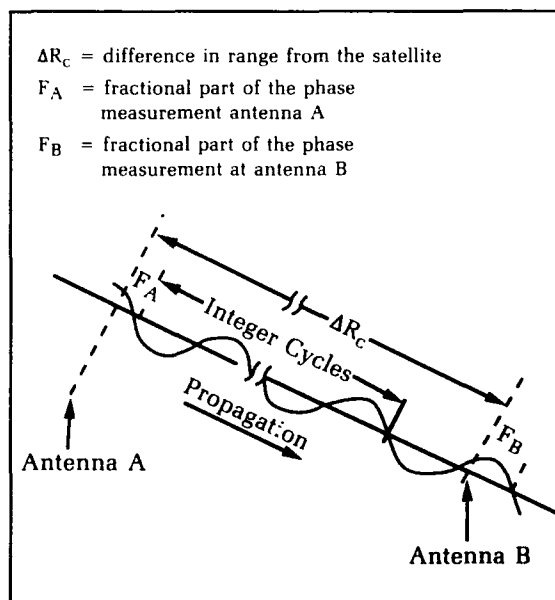 ΔR_C = difference in range from the satellite
F_A = fractional part of the phase
measurement antenna A
F_B = fractional part of the phase
measurement at antenna B
F_A
ΔR_C
Integer Cycles
Propagation
F_B
Antenna A
Antenna B